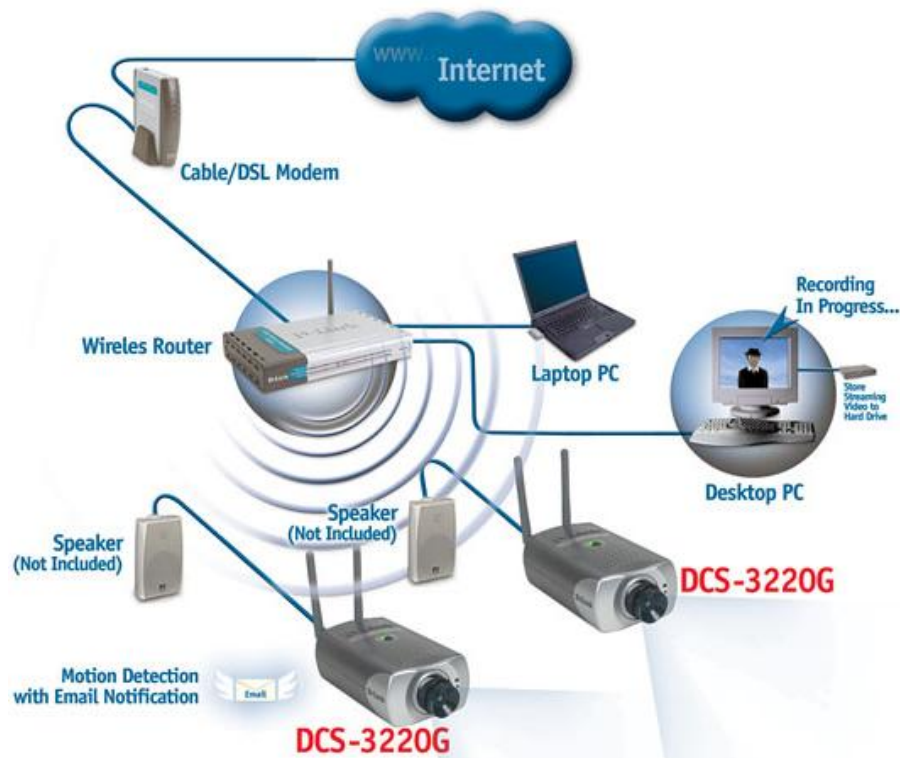 www.
Internet
Cable/DSL Modem
Wireles Router
D-Link
Laptop PC
Recording
In Progress...
Store
Streaming
Video to
Hard Drive
Desktop PC
Speaker
(Not Included)
Speaker
(Not Included)
DCS-3220G
Motion Detection
with Email Notification
Email
DCS-3220G